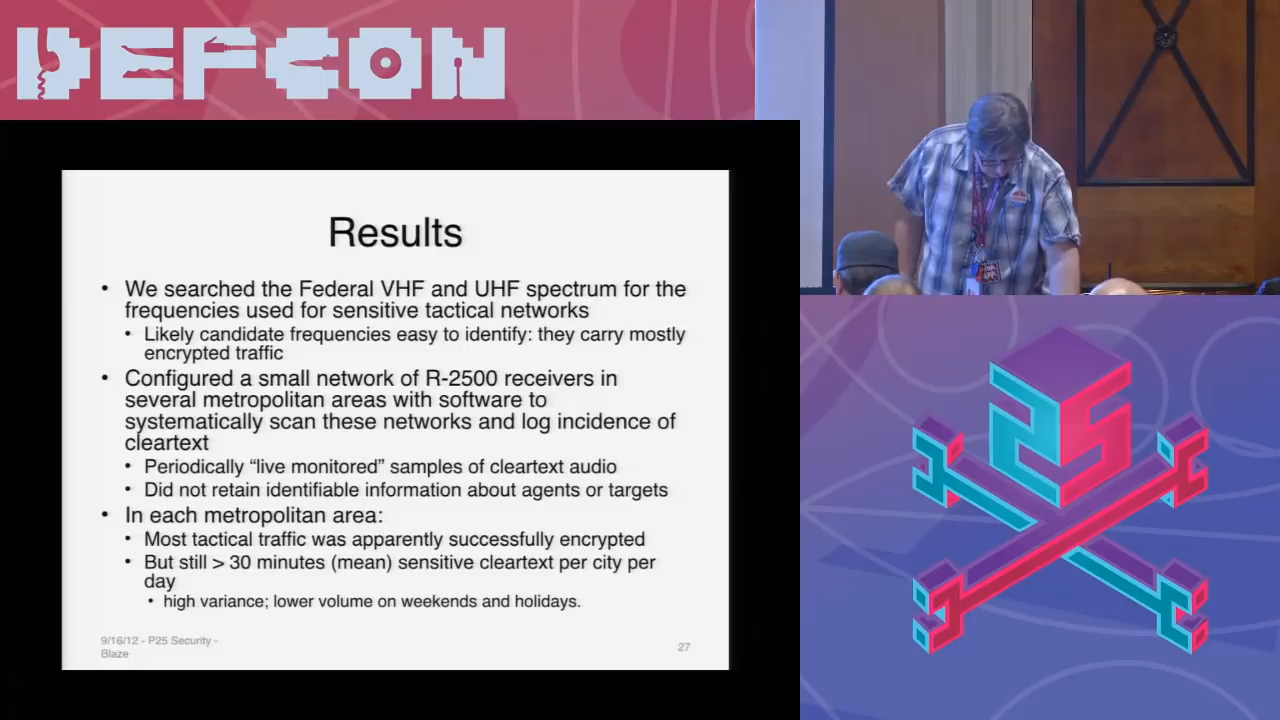 DEFCON
Results
• We searched the Federal VHF and UHF spectrum for the
frequencies used for sensitive tactical networks
• Likely candidate frequencies easy to identify: they carry mostly
encrypted traffic
• Configured a small network of R-2500 receivers in
several metropolitan areas with software to
systematically scan these networks and log incidence of
cleartext
• Periodically “live monitored” samples of cleartext audio
• Did not retain identifiable information about agents or targets
• In each metropolitan area:
• Most tactical traffic was apparently successfully encrypted
• But still > 30 minutes (mean) sensitive cleartext per city per
day
• high variance; lower volume on weekends and holidays.
9/16/12 - P25 Security -
Blaze
27
25